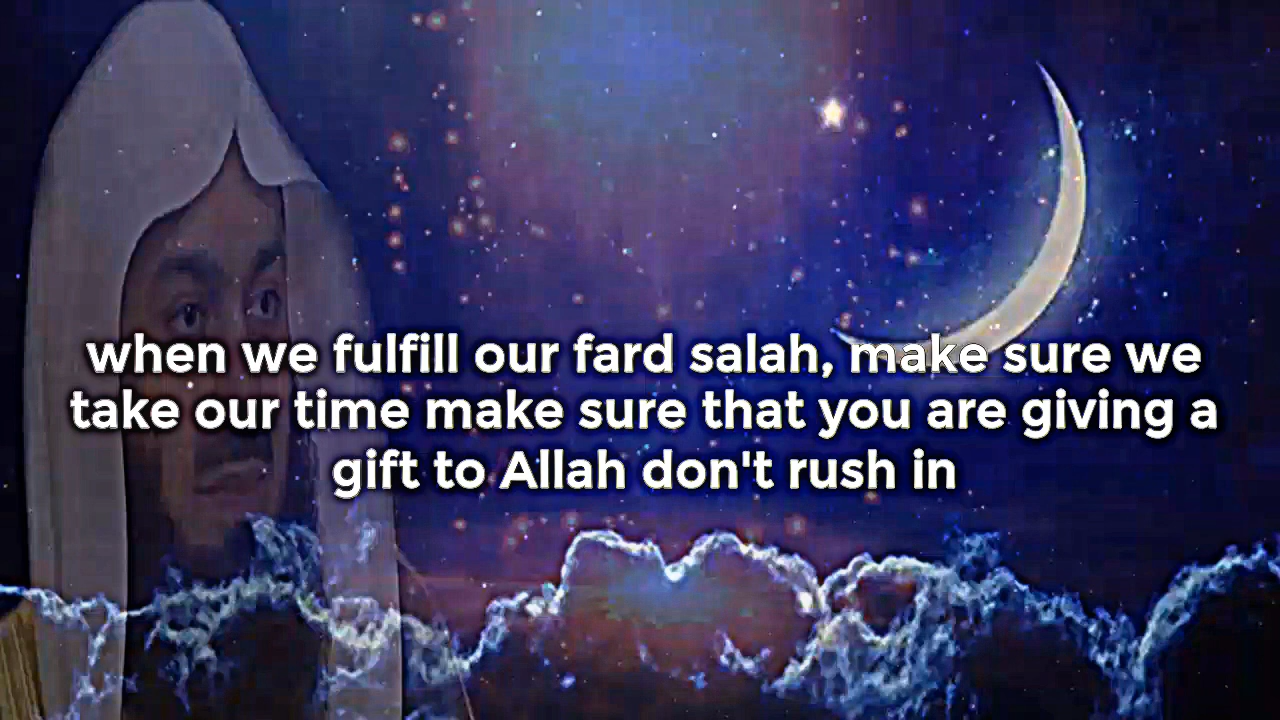 when we fulfill our fard salah, make sure we
take our time make sure that you are giving a
gift to Allah don't rush in